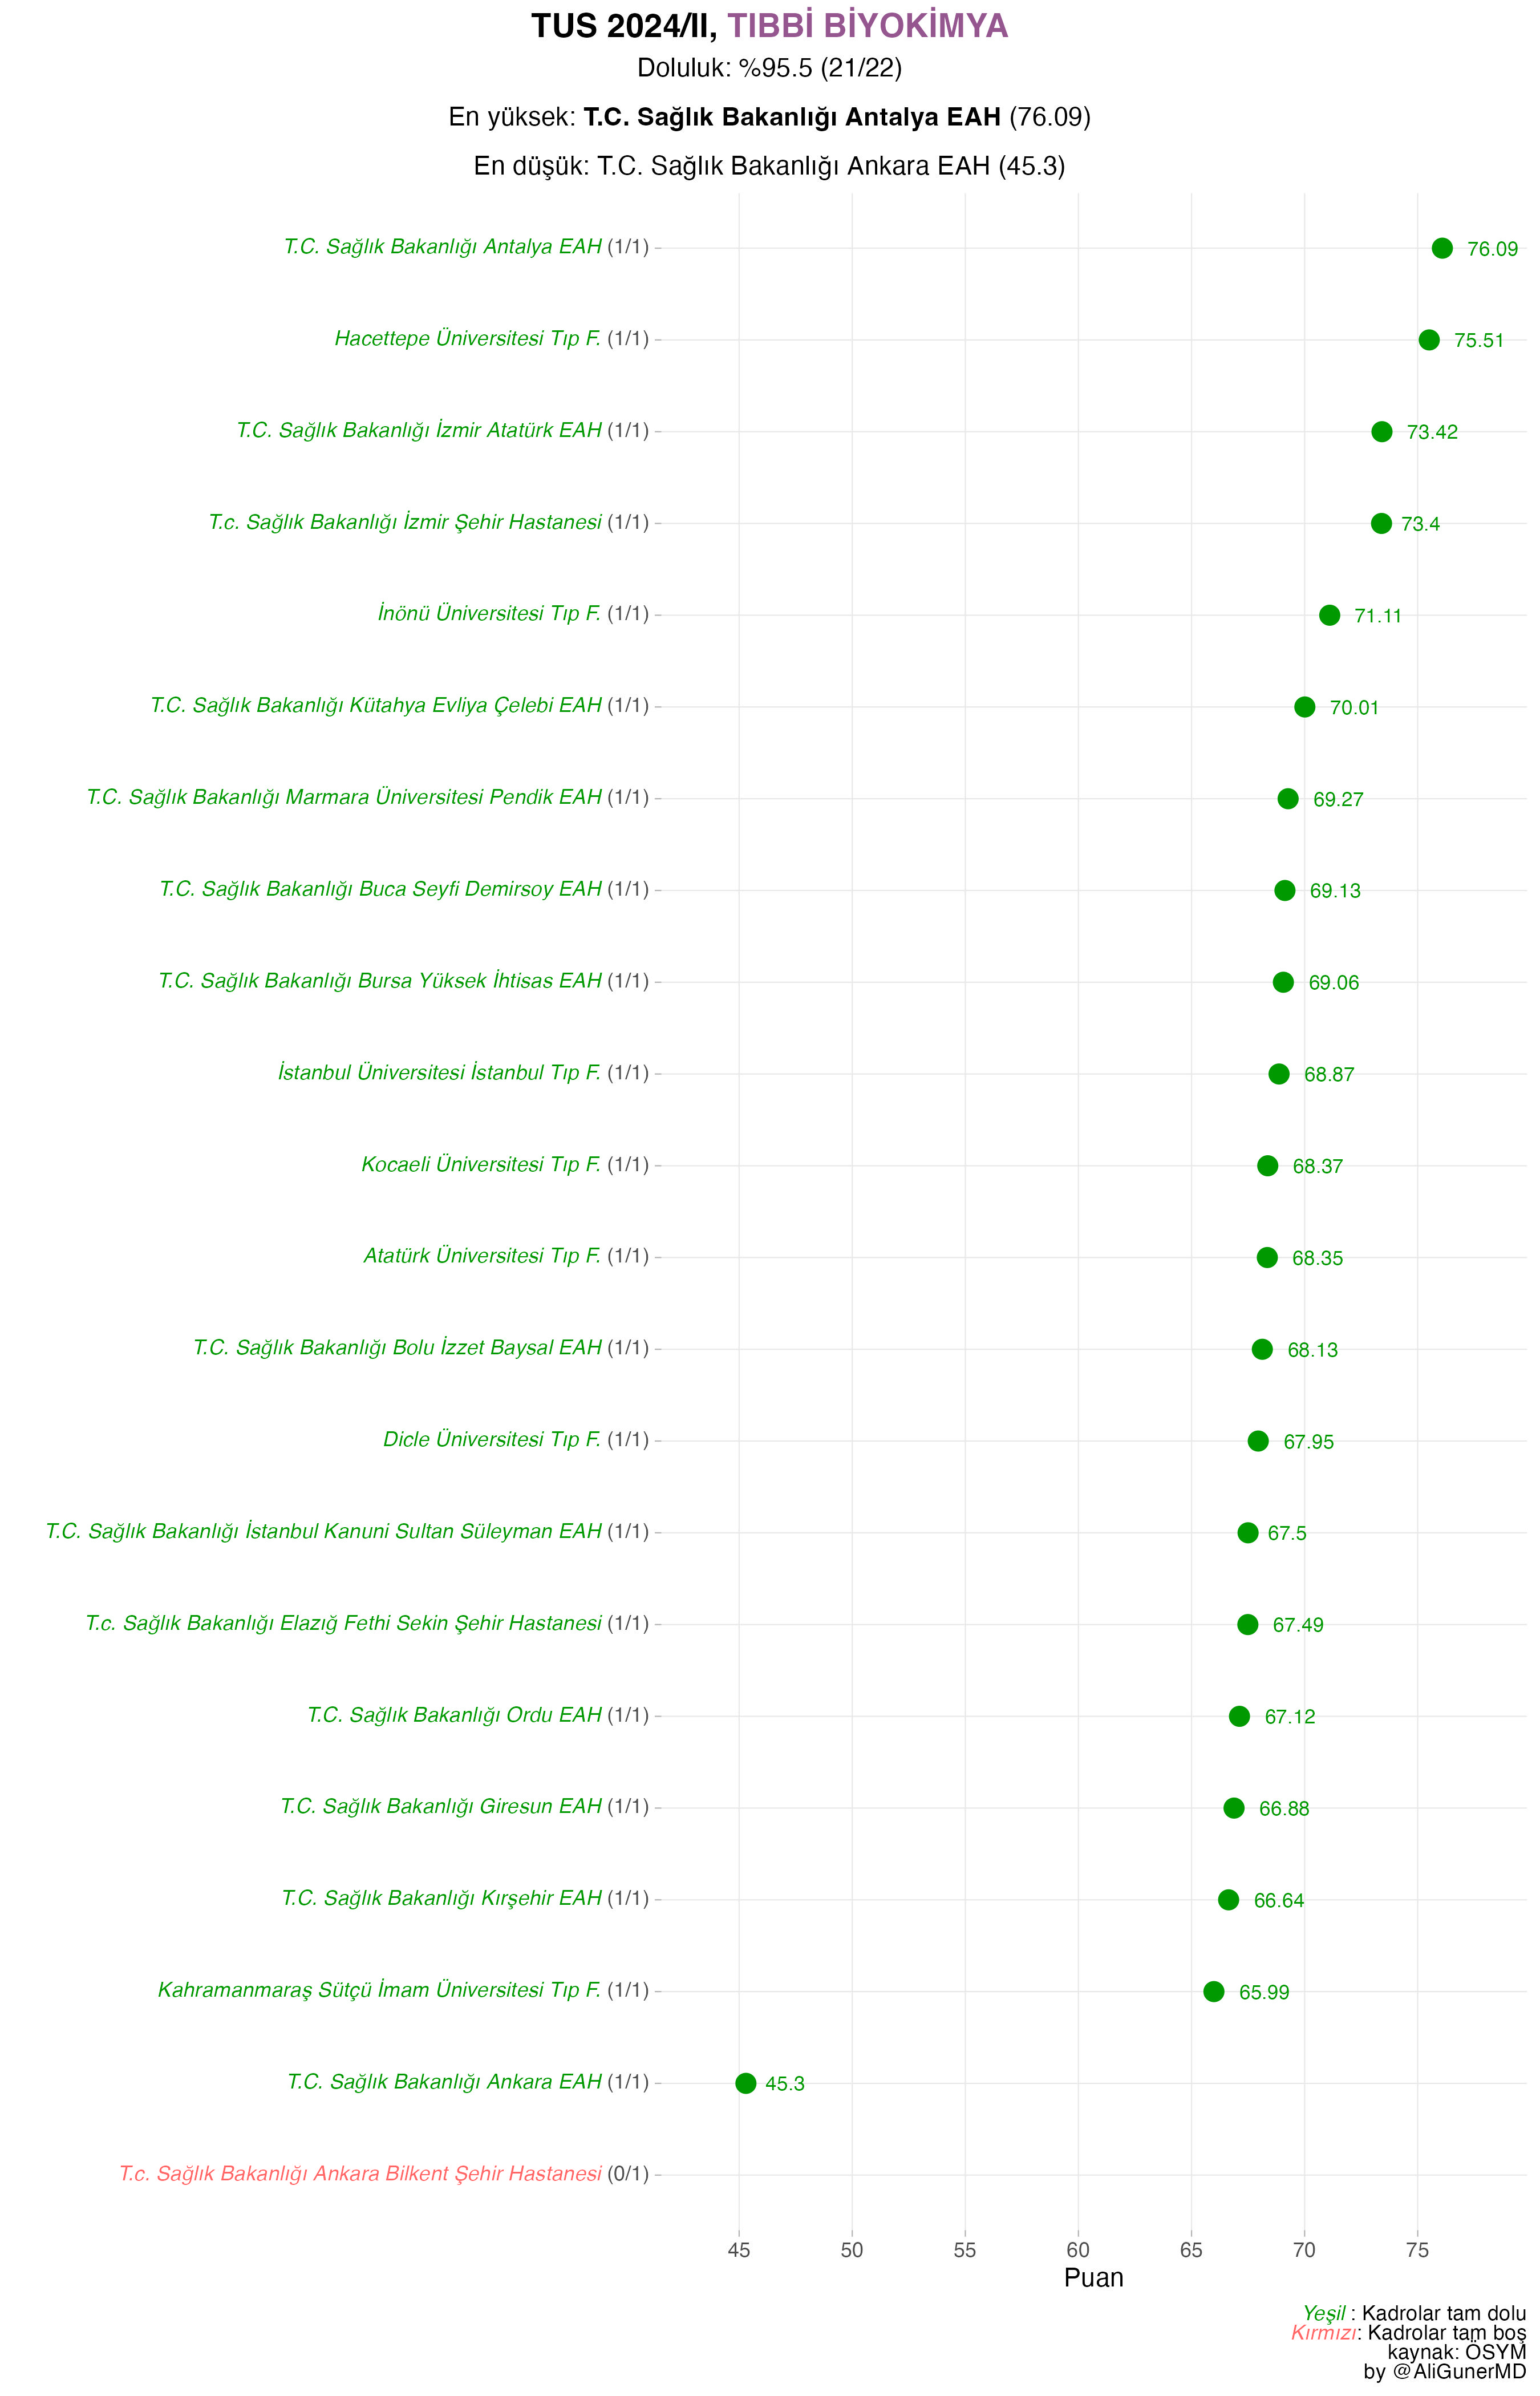 TUS 2024/II, TIBBİ BİYOKİMYA
Doluluk: %95.5 (21/22)
En yüksek: T.C. Sağlık Bakanlığı Antalya EAH (76.09)
En düşük: T.C. Sağlık Bakanlığı Ankara EAH (45.3)
T.C. Sağlık Bakanlığı Antalya EAH (1/1) 76.09
Hacettepe Üniversitesi Tıp F. (1/1) 75.51
T.C. Sağlık Bakanlığı İzmir Atatürk EAH (1/1) 73.42
T.c. Sağlık Bakanlığı İzmir Şehir Hastanesi (1/1) 73.4
İnönü Üniversitesi Tıp F. (1/1) 71.11
T.C. Sağlık Bakanlığı Kütahya Evliya Çelebi EAH (1/1) 70.01
T.C. Sağlık Bakanlığı Marmara Üniversitesi Pendik EAH (1/1) 69.27
T.C. Sağlık Bakanlığı Buca Seyfi Demirsoy EAH (1/1) 69.13
T.C. Sağlık Bakanlığı Bursa Yüksek İhtisas EAH (1/1) 69.06
İstanbul Üniversitesi İstanbul Tıp F. (1/1) 68.87
Kocaeli Üniversitesi Tıp F. (1/1) 68.37
Atatürk Üniversitesi Tıp F. (1/1) 68.35
T.C. Sağlık Bakanlığı Bolu İzzet Baysal EAH (1/1) 68.13
Dicle Üniversitesi Tıp F. (1/1) 67.95
T.C. Sağlık Bakanlığı İstanbul Kanuni Sultan Süleyman EAH (1/1) 67.5
T.c. Sağlık Bakanlığı Elazığ Fethi Sekin Şehir Hastanesi (1/1) 67.49
T.C. Sağlık Bakanlığı Ordu EAH (1/1) 67.12
T.C. Sağlık Bakanlığı Giresun EAH (1/1) 66.88
T.C. Sağlık Bakanlığı Kırşehir EAH (1/1) 66.64
Kahramanmaraş Sütçü İmam Üniversitesi Tıp F. (1/1) 65.99
T.C. Sağlık Bakanlığı Ankara EAH (1/1) 45.3
T.c. Sağlık Bakanlığı Ankara Bilkent Şehir Hastanesi (0/1)
45 50 55 60 65 70 75
Puan
Yeşil : Kadrolar tam dolu
Kırmızı: Kadrolar tam boş
kaynak: ÖSYM
by @AliGunerMD